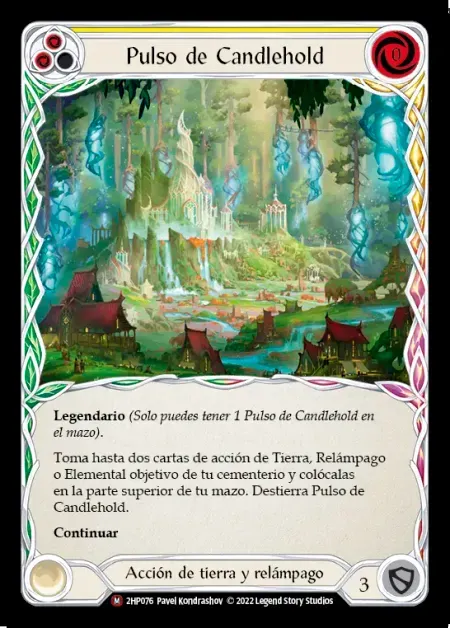 Pulso de Candlehold
0
Legendario (Solo puedes tener 1 Pulso de Candlehold en
el mazo).
Toma hasta dos cartas de acción de Tierra, Relámpago
o Elemental objetivo de tu cementerio y colócalas
en la parte superior de tu mazo. Destierra Pulso de
Candlehold.
Continuar
Acción de tierra y relámpago
3
M 2HP076 Pavel Kondrashov © 2022 Legend Story Studios